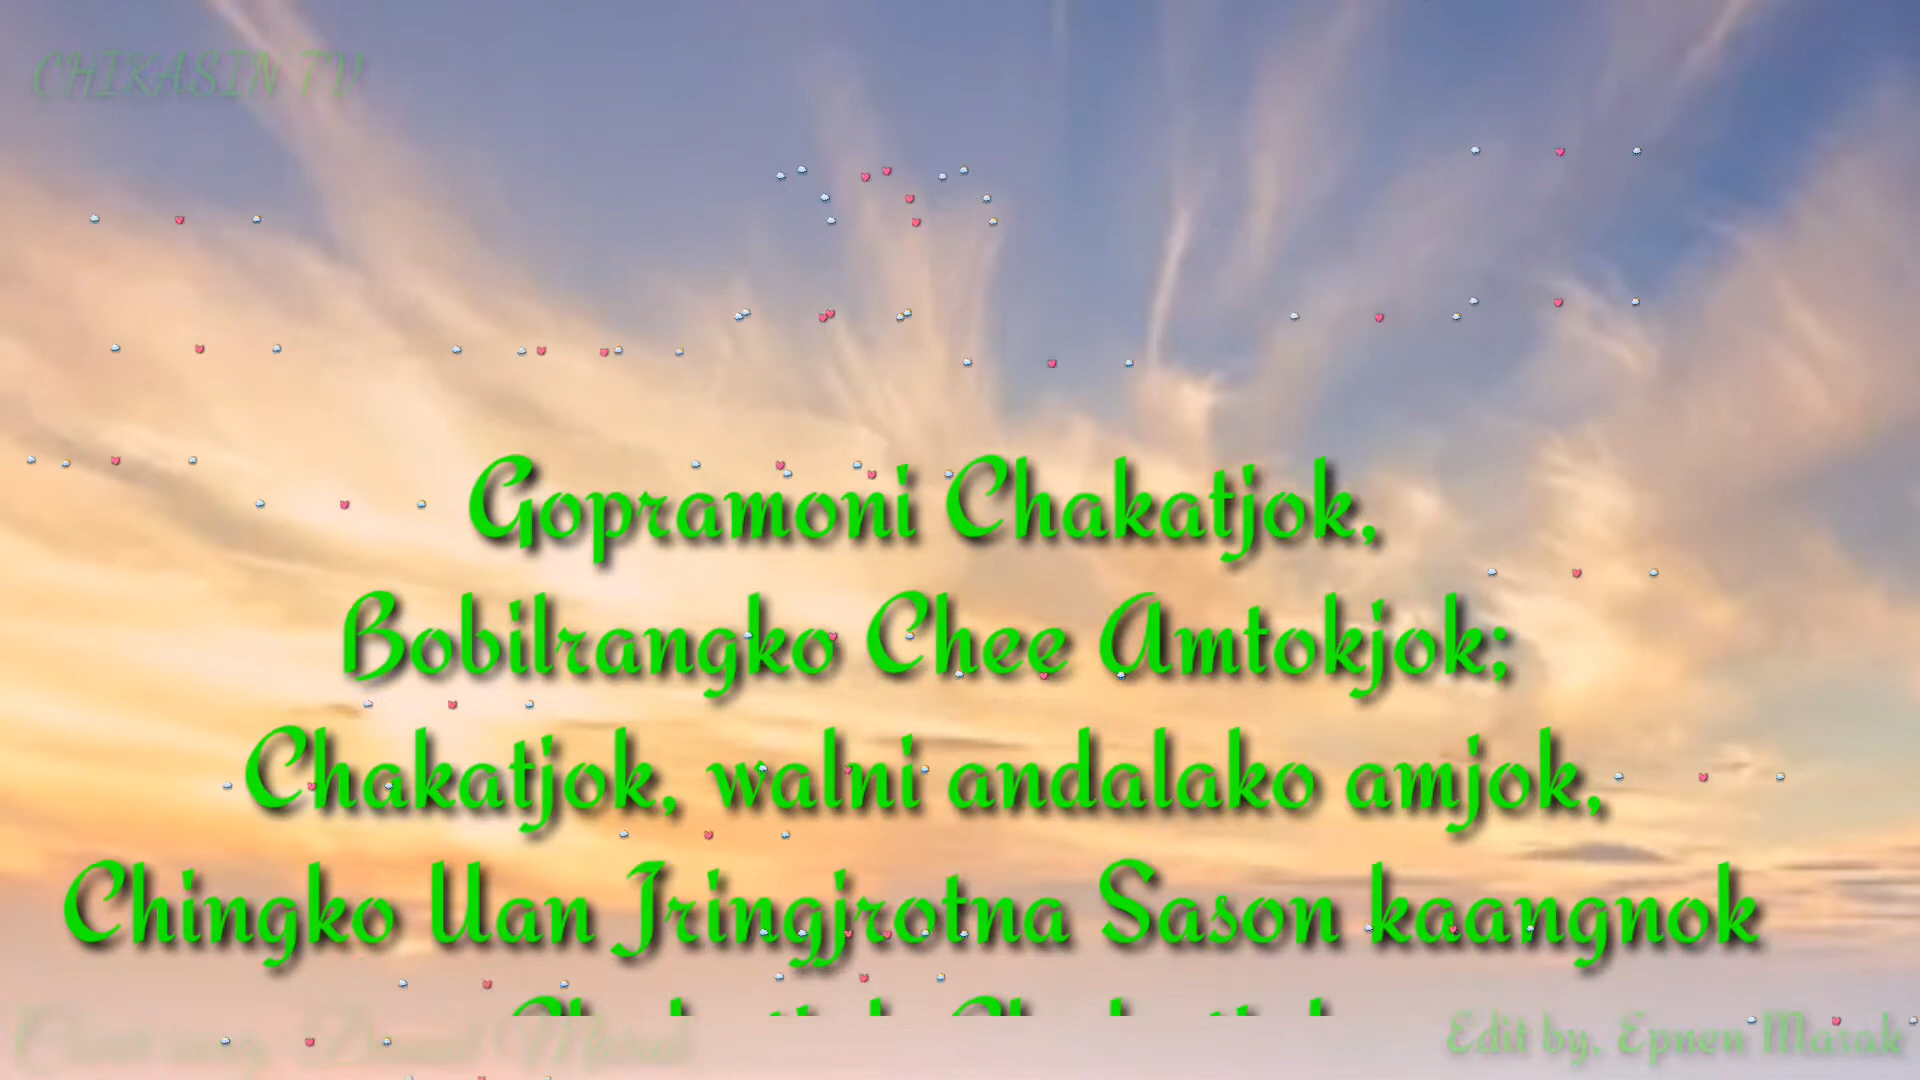 CHIKASIN TV
Gopramoni Chakatjok,
Bobilrangko Chee Amtokjok;
Chakatjok, walni andalako amjok,
Chingko Uan Jringjrotna Sason kaangnok
Edit by. Epnen Marak